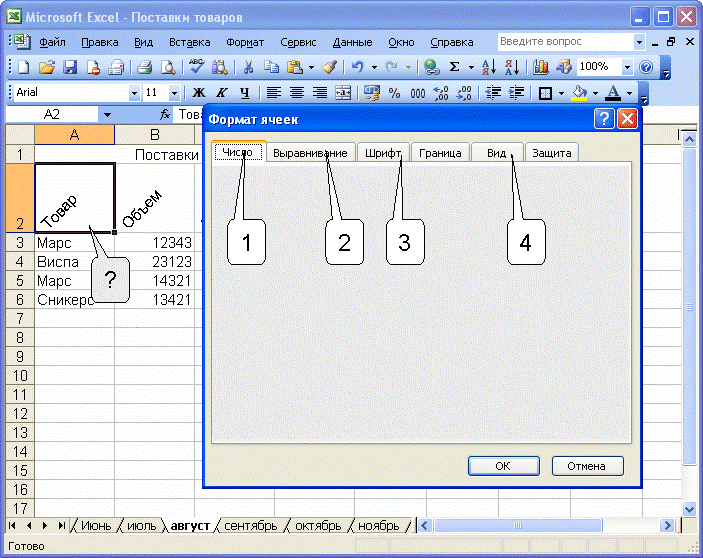 Microsoft Excel - Поставки товаров
Файл Правка Вид Вставка Формат Сервис Данные Окно Справка Введите вопрос
100%
Arial 11 Ж К Ч % 000
A2 fx Това
Формат ячеек
A B
Число Выравнивание Шрифт Граница Вид Защита
1 Поставки
2 Товар Объем
1 2 3 4
?
3 Марс 12343
4 Виспа 23123
5 Марс 14321
6 Сникерс 13421
7
8
9
10
11
12
13
14
15
16
17
ОК Отмена
Июнь июль август сентябрь октябрь ноябрь
Готово